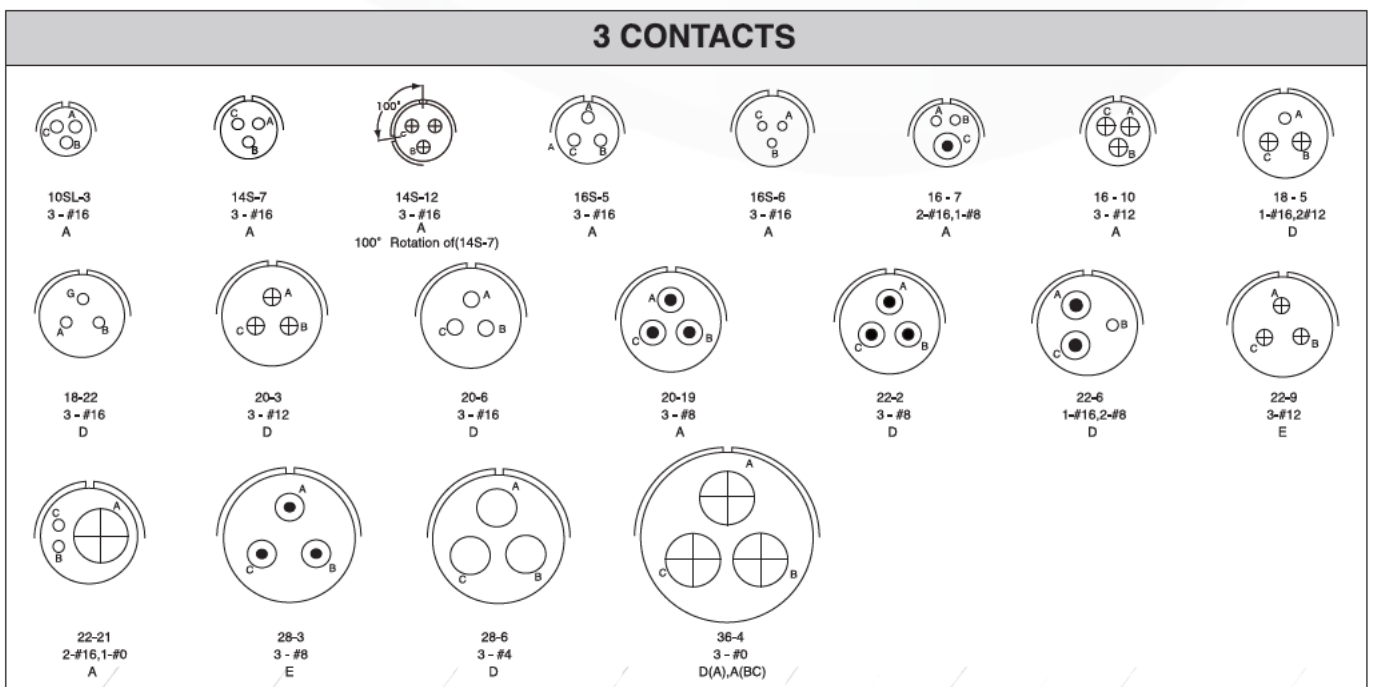 3 CONTACTS
A
C
B
10SL-3
3 - #16
A
C
A
B
14S-7
3 - #16
A
100°
C
B
14S-12
3 - #16
A
100° Rotation of(14S-7)
A
A
C
B
16S-5
3 - #16
A
C
A
B
16S-6
3 - #16
A
A
B
C
16 - 7
2-#16,1-#8
A
C
A
B
16 - 10
3 - #12
A
A
C
B
18 - 5
1-#16,2#12
D
G
A
B
18-22
3 - #16
D
A
C
B
20-3
3 - #12
D
A
C
B
20-6
3 - #16
D
A
C
B
20-19
3 - #8
A
A
C
B
22-2
3 - #8
D
A
B
C
22-6
1-#16,2-#8
D
A
C
B
22-9
3-#12
E
C
A
B
22-21
2-#16,1-#0
A
A
C
B
28-3
3 - #8
E
A
C
B
28-6
3 - #4
D
A
C
B
36-4
3 - #0
D(A),A(BC)